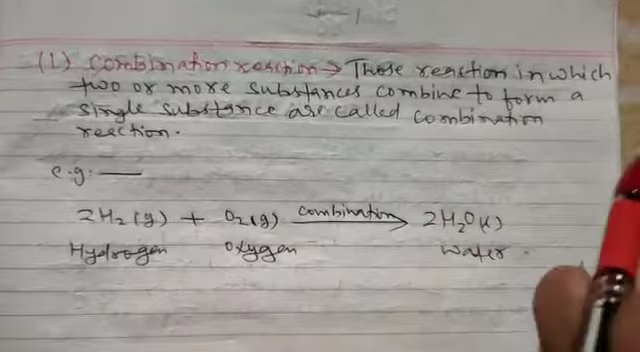 (1) combination reaction → Those reaction in which
two or more substances combine to form a
single substance are called combination
reaction.
e.g:—
2H₂(g) + O₂(g) combination→ 2H₂O(l)
Hydrogen oxygen water.